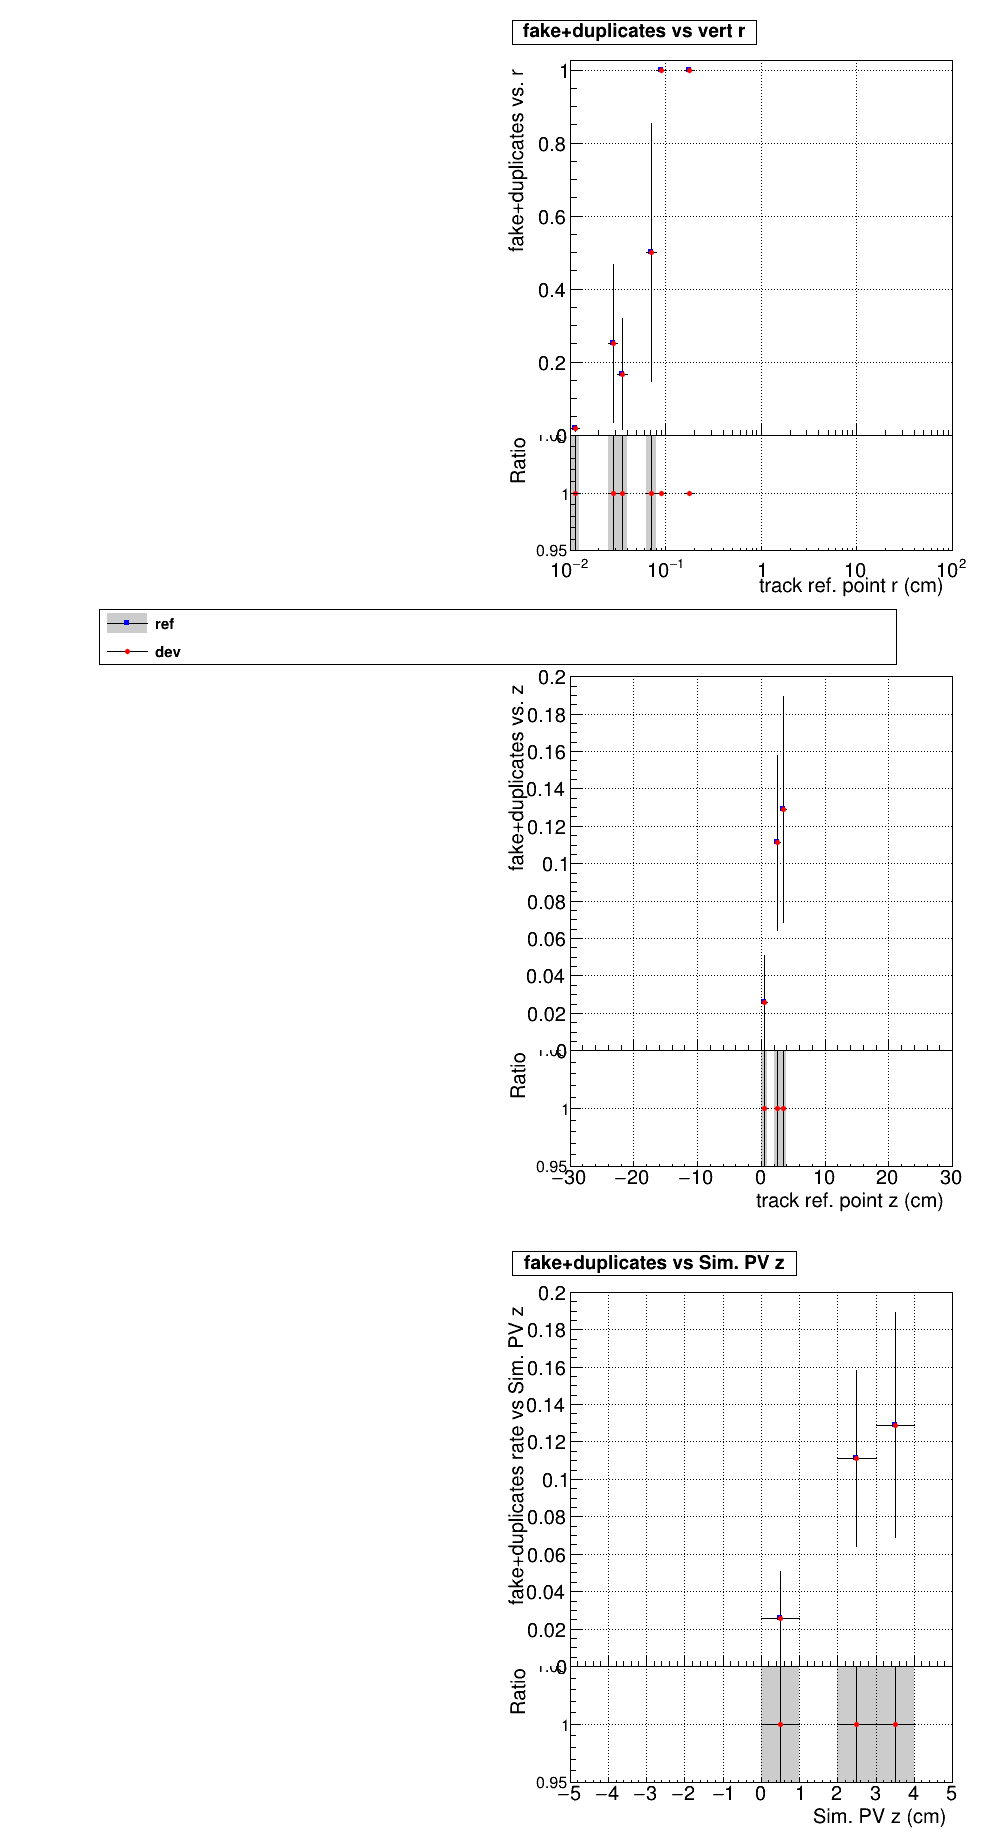 fake+duplicates vs vert r
fake+duplicates vs. r
1
0.8
0.6
0.4
0.2
0
Ratio
1
0.95
10⁻² 10⁻¹ 1 10 10²
track ref. point r (cm)
ref
dev
fake+duplicates vs. z
0.2
0.18
0.16
0.14
0.12
0.1
0.08
0.06
0.04
0.02
0
Ratio
1
0.95
−30 −20 −10 0 10 20 30
track ref. point z (cm)
fake+duplicates vs Sim. PV z
fake+duplicates rate vs Sim. PV z
0.2
0.18
0.16
0.14
0.12
0.1
0.08
0.06
0.04
0.02
0
Ratio
1
0.95
−5 −4 −3 −2 −1 0 1 2 3 4 5
Sim. PV z (cm)